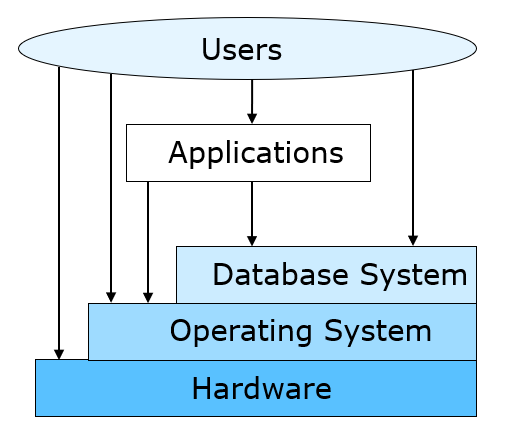 Users
Applications
Database System
Operating System
Hardware